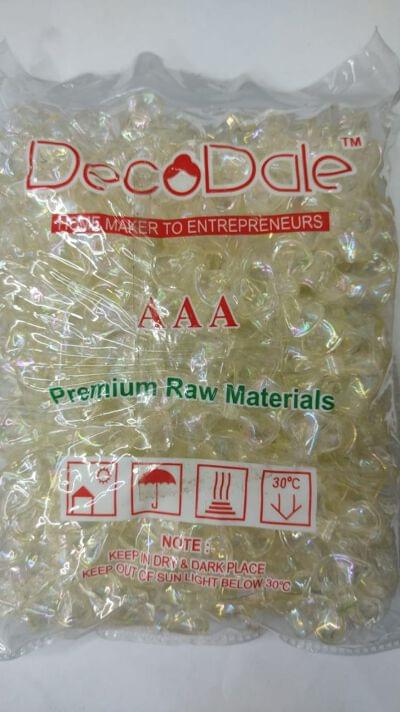 DecoDale™
HOME MAKER TO ENTREPRENEURS
AAA
Premium Raw Materials
30°C
NOTE :
KEEP IN DRY & DARK PLACE
KEEP OUT OF SUN LIGHT BELOW 30°C